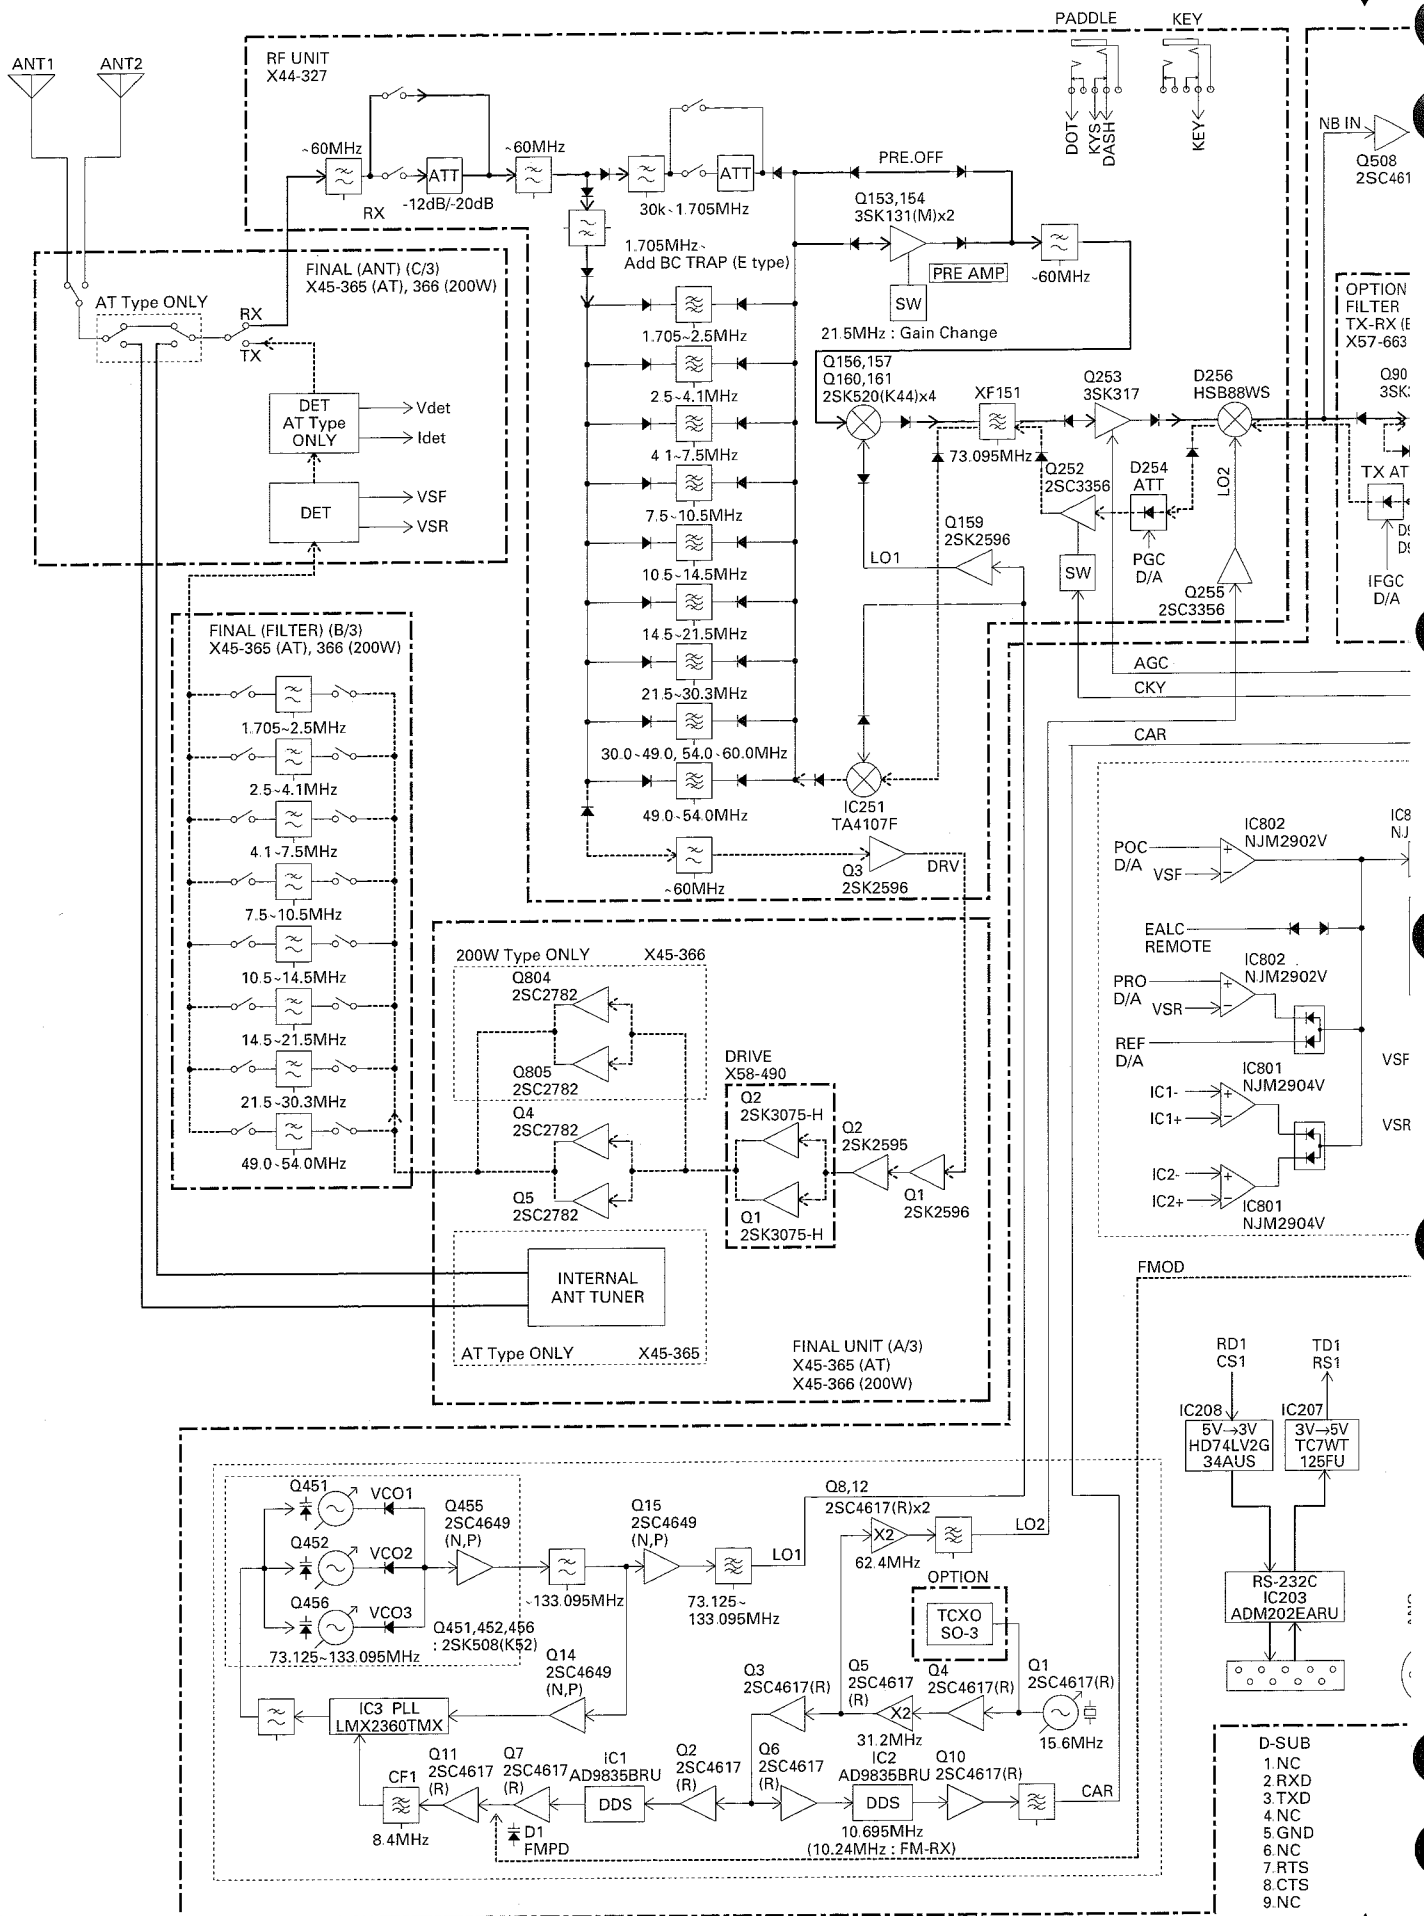 PADDLE
KEY
ANT1
ANT2
RF UNIT
X44-327
DOT
KYS
DASH
KEY
NB IN
Q508
~60MHz
ATT
-12dB/-20dB
RX
~60MHz
ATT
30k~1.705MHz
PRE.OFF
Q153,154
3SK131(M)x2
PRE AMP
SW
21.5MHz : Gain Change
~60MHz
1.705MHz~
Add BC TRAP (E type)
1.705~2.5MHz
2.5~4.1MHz
4.1~7.5MHz
7.5~10.5MHz
10.5~14.5MHz
14.5~21.5MHz
21.5~30.3MHz
30.0~49.0, 54.0~60.0MHz
49.0~54.0MHz
~60MHz
FINAL (ANT) (C/3)
X45-365 (AT), 366 (200W)
AT Type ONLY
RX
TX
DET
AT Type
ONLY
Vdet
Idet
DET
VSF
VSR
Q156,157
Q160,161
2SK520(K44)x4
XF151
73.095MHz
Q253
3SK317
D256
HSB88WS
Q252
2SC3356
D254
ATT
LO2
PGC
D/A
SW
Q255
2SC3356
Q159
2SK2596
LO1
IC251
TA4107F
Q3
2SK2596
DRV
OPTION
FILTER
X57-663
TX AT
IFGC
D/A
AGC
CKY
CAR
FINAL (FILTER) (B/3)
X45-365 (AT), 366 (200W)
1.705~2.5MHz
2.5~4.1MHz
4.1~7.5MHz
7.5~10.5MHz
10.5~14.5MHz
14.5~21.5MHz
21.5~30.3MHz
49.0~54.0MHz
POC
D/A
VSF
IC802
NJM2902V
EALC
REMOTE
PRO
D/A
VSR
IC802
NJM2902V
REF
D/A
IC1-
IC1+
IC801
NJM2904V
IC2-
IC2+
IC801
NJM2904V
VSF
VSR
200W Type ONLY X45-366
Q804
2SC2782
Q805
2SC2782
Q4
2SC2782
Q5
2SC2782
DRIVE
X58-490
Q2
2SK3075-H
Q1
2SK3075-H
Q2
2SK2595
Q1
2SK2596
INTERNAL
ANT TUNER
AT Type ONLY X45-365
FINAL UNIT (A/3)
X45-365 (AT)
X45-366 (200W)
FMOD
RD1
CS1
TD1
RS1
IC208
5V→3V
HD74LV2G
34AUS
IC207
3V→5V
TC7WT
125FU
RS-232C
IC203
ADM202EARU
Q451
VCO1
Q452
VCO2
Q456
VCO3
73.125~133.095MHz
Q455
2SC4649
(N,P)
Q451,452,456
: 2SK508(K52)
~133.095MHz
Q15
2SC4649
(N,P)
73.125~
133.095MHz
LO1
Q8,12
2SC4617(R)x2
X2
62.4MHz
LO2
OPTION
TCXO
SO-3
Q14
2SC4649
(N,P)
IC3 PLL
LMX2360TMX
Q3
2SC4617(R)
Q5
2SC4617
(R)
X2
31.2MHz
Q4
2SC4617(R)
Q1
2SC4617(R)
15.6MHz
CF1
8.4MHz
Q11
2SC4617
(R)
Q7
2SC4617
(R)
D1
FMPD
IC1
AD9835BRU
DDS
Q2
2SC4617
(R)
Q6
2SC4617
(R)
IC2
AD9835BRU
DDS
10.695MHz
(10.24MHz : FM-RX)
Q10
2SC4617(R)
CAR
D-SUB
1.NC
2.RXD
3.TXD
4.NC
5.GND
6.NC
7.RTS
8.CTS
9.NC